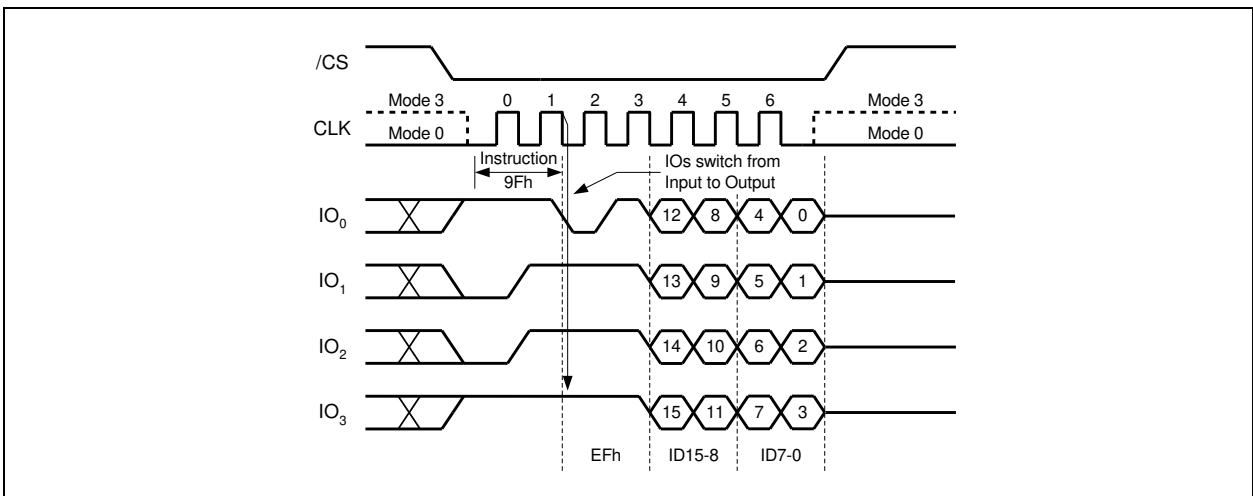 /CS
Mode 3 0 1 2 3 4 5 6 Mode 3
CLK
Mode 0 Mode 0
Instruction
9Fh
IOs switch from
Input to Output
IO0 12 8 4 0
IO1 13 9 5 1
IO2 14 10 6 2
IO3 15 11 7 3
EFh ID15-8 ID7-0